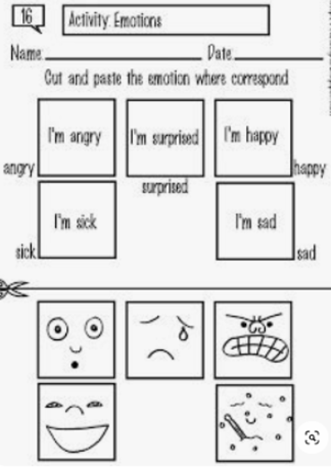 16 Activity: Emotions
Name Date
Cut and paste the emotion where correspond
I'm angry I'm surprised I'm happy
angry happy
surprised
I'm sick I'm sad
sick sad